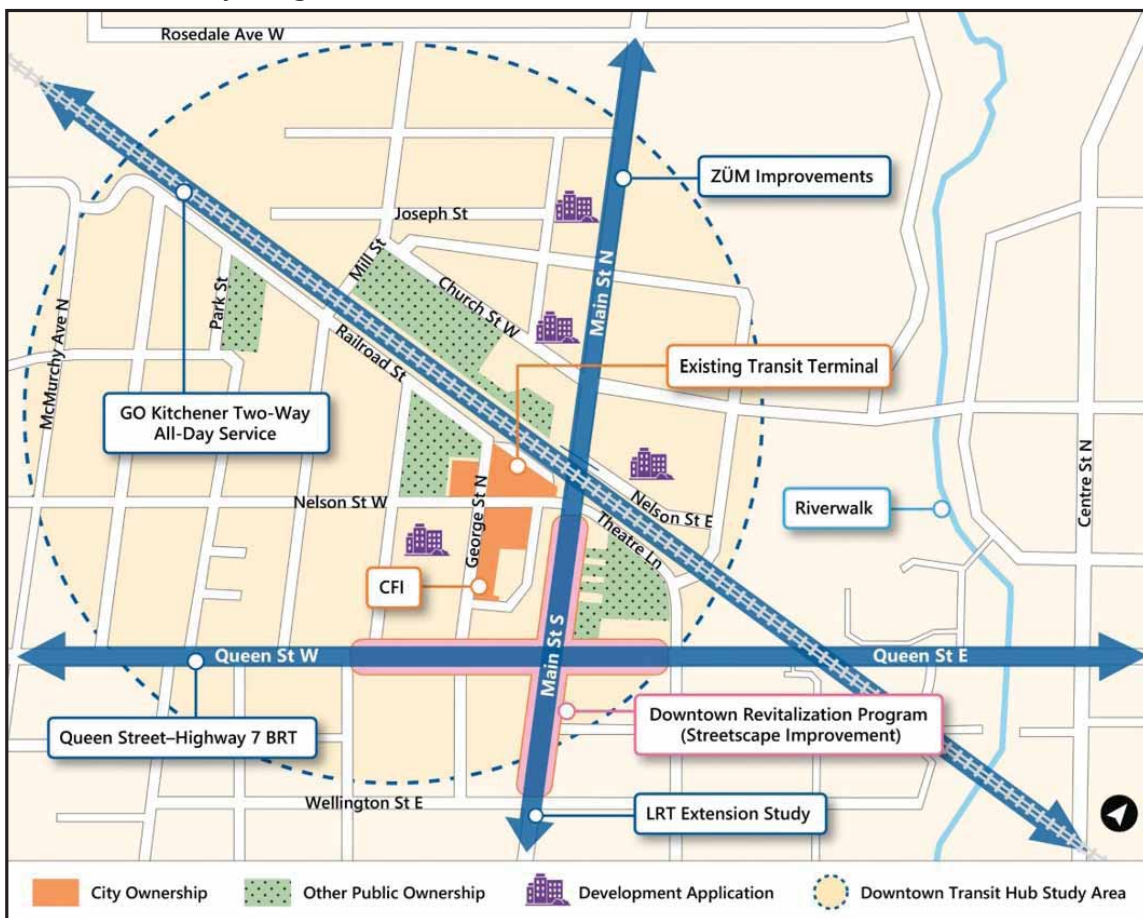 Rosedale Ave W
ZÜM Improvements
Joseph St
Mill St
Church St W
Main St N
Park St
McMurchy Ave N
Railroad St
Existing Transit Terminal
GO Kitchener Two-Way
All-Day Service
Nelson St W
George St N
Nelson St E
Theatre Ln
Riverwalk
Centre St N
CFI
Main St S
Queen St W
Queen St E
Queen Street–Highway 7 BRT
Downtown Revitalization Program
(Streetscape Improvement)
Wellington St E
LRT Extension Study
City Ownership
Other Public Ownership
Development Application
Downtown Transit Hub Study Area